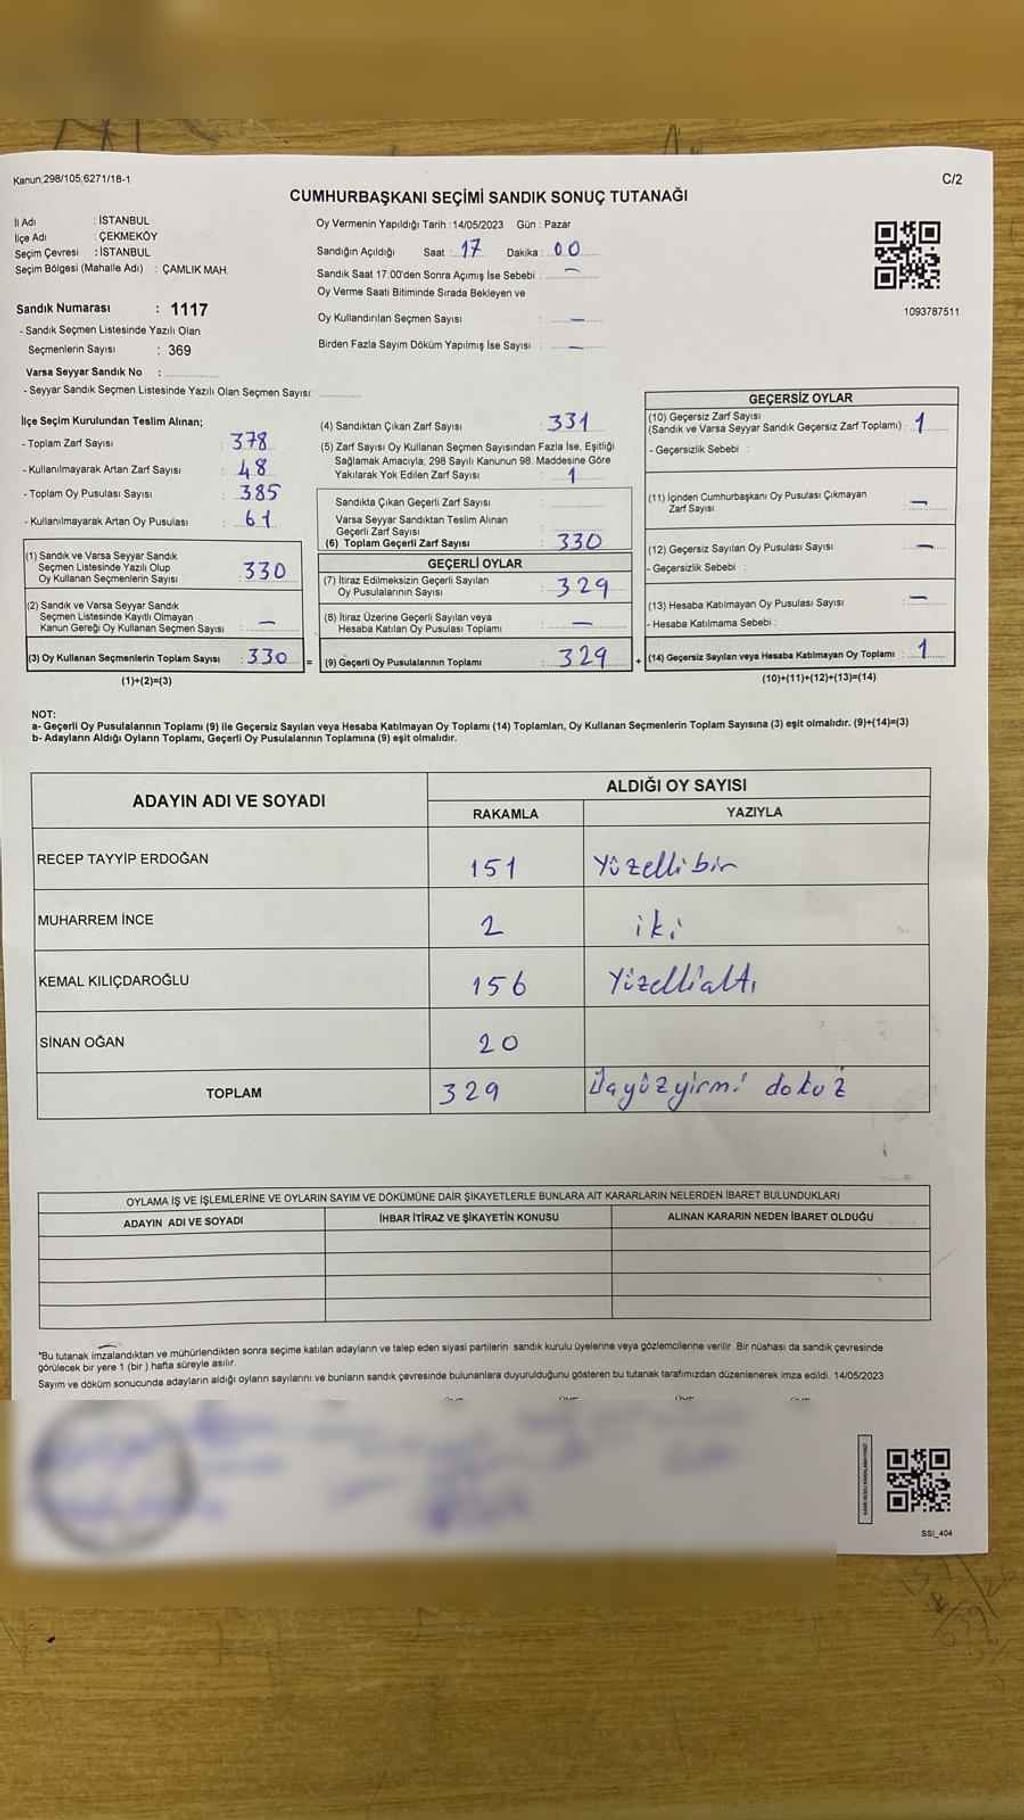 Kanun;298/105,6271/18-1
C/2
CUMHURBAŞKANI SEÇİMİ SANDIK SONUÇ TUTANAĞI
İl Adı : İSTANBUL
İlçe Adı : ÇEKMEKÖY
Seçim Çevresi : İSTANBUL
Seçim Bölgesi (Mahalle Adı) : ÇAMLIK MAH.
Oy Vermenin Yapıldığı Tarih : 14/05/2023 Gün : Pazar
Sandığın Açıldığı Saat : 17 Dakika : 00
Sandık Saat 17.00'den Sonra Açımış İse Sebebi : —
Oy Verme Saati Bitiminde Sırada Bekleyen ve
Oy Kullandırılan Seçmen Sayısı : —
Birden Fazla Sayım Döküm Yapılmış İse Sayısı : —
1093787511
Sandık Numarası : 1117
- Sandık Seçmen Listesinde Yazılı Olan
Seçmenlerin Sayısı : 369
Varsa Seyyar Sandık No :
- Seyyar Sandık Seçmen Listesinde Yazılı Olan Seçmen Sayısı:
İlçe Seçim Kurulundan Teslim Alınan;
- Toplam Zarf Sayısı : 378
- Kullanılmayarak Artan Zarf Sayısı : 48
- Toplam Oy Pusulası Sayısı : 385
- Kullanılmayarak Artan Oy Pusulası : 61
(1) Sandık ve Varsa Seyyar Sandık
Seçmen Listesinde Yazılı Olup
Oy Kullanan Seçmenlerin Sayısı : 330
(2) Sandık ve Varsa Seyyar Sandık
Seçmen Listesinde Kayıtlı Olmayan
Kanun Gereği Oy Kullanan Seçmen Sayısı : —
(3) Oy Kullanan Seçmenlerin Toplam Sayısı : 330 =
(1)+(2)=(3)
(4) Sandıktan Çıkan Zarf Sayısı : 331
(5) Zarf Sayısı Oy Kullanan Seçmen Sayısından Fazla İse, Eşitliği
Sağlamak Amacıyla, 298 Sayılı Kanunun 98. Maddesine Göre
Yakılarak Yok Edilen Zarf Sayısı : 1
Sandıkta Çıkan Geçerli Zarf Sayısı :
Varsa Seyyar Sandıktan Teslim Alınan
Geçerli Zarf Sayısı :
(6) Toplam Geçerli Zarf Sayısı : 330
GEÇERLİ OYLAR
(7) İtiraz Edilmeksizin Geçerli Sayılan
Oy Pusulalarının Sayısı : 329
(8) İtiraz Üzerine Geçerli Sayılan veya
Hesaba Katılan Oy Pusulası Toplamı : —
(9) Geçerli Oy Pusulalarının Toplamı : 329 +
GEÇERSİZ OYLAR
(10) Geçersiz Zarf Sayısı
(Sandık ve Varsa Seyyar Sandık Geçersiz Zarf Toplamı) : 1
- Geçersizlik Sebebi :
(11) İçinden Cumhurbaşkanı Oy Pusulası Çıkmayan
Zarf Sayısı : —
(12) Geçersiz Sayılan Oy Pusulası Sayısı : —
- Geçersizlik Sebebi :
(13) Hesaba Katılmayan Oy Pusulası Sayısı : —
- Hesaba Katılmama Sebebi :
(14) Geçersiz Sayılan veya Hesaba Katılmayan Oy Toplamı : 1
(10)+(11)+(12)+(13)=(14)
NOT:
a- Geçerli Oy Pusulalarının Toplamı (9) ile Geçersiz Sayılan veya Hesaba Katılmayan Oy Toplamı (14) Toplamları, Oy Kullanan Seçmenlerin Toplam Sayısına (3) eşit olmalıdır. (9)+(14)=(3)
b- Adayların Aldığı Oyların Toplamı, Geçerli Oy Pusulalarının Toplamına (9) eşit olmalıdır.
ADAYIN ADI VE SOYADI
ALDIĞI OY SAYISI
RAKAMLA YAZIYLA
RECEP TAYYİP ERDOĞAN 151 Yüzellibir
MUHARREM İNCE 2 iki
KEMAL KILIÇDAROĞLU 156 Yüzellialtı
SİNAN OĞAN 20
TOPLAM 329 Üçyüzyirmi dokuz
OYLAMA İŞ VE İŞLEMLERİNE VE OYLARIN SAYIM VE DÖKÜMÜNE DAİR ŞİKAYETLERLE BUNLARA AİT KARARLARIN NELERDEN İBARET BULUNDUKLARI
ADAYIN ADI VE SOYADI İHBAR İTİRAZ VE ŞİKAYETİN KONUSU ALINAN KARARIN NEDEN İBARET OLDUĞU
*Bu tutanak imzalandıktan ve mühürlendikten sonra seçime katılan adayların ve talep eden siyasi partilerin sandık kurulu üyelerine veya gözlemcilerine verilir. Bir nüshası da sandık çevresinde
görülecek bir yere 1 (bir) hafta süreyle asılır.
Sayım ve döküm sonucunda adayların aldığı oyların sayılarını ve bunların sandık çevresinde bulunanlara duyurulduğunu gösteren bu tutanak tarafımızdan düzenlenerek imza edildi. 14/05/2023
SSİ_404